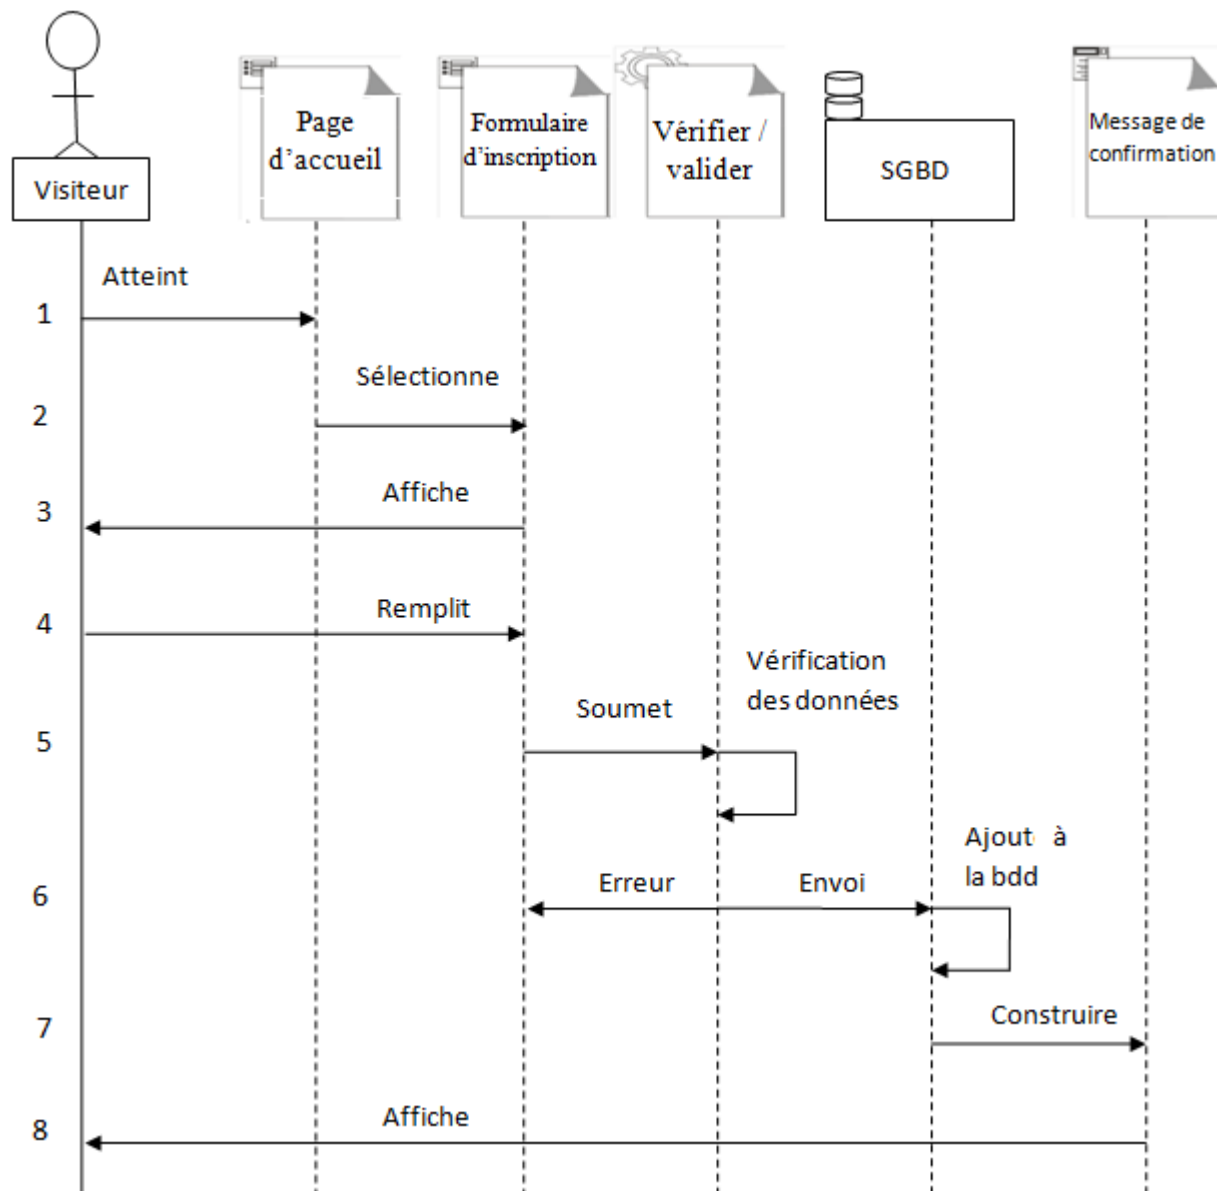 Page
d'accueil
Formulaire
d'inscription
Vérifier /
valider
SGBD
Message de
confirmation
Visiteur
Atteint
1
Sélectionne
2
Affiche
3
Remplit
4
Vérification
des données
Soumet
5
Ajout à
la bdd
Erreur
Envoi
6
Construire
7
Affiche
8